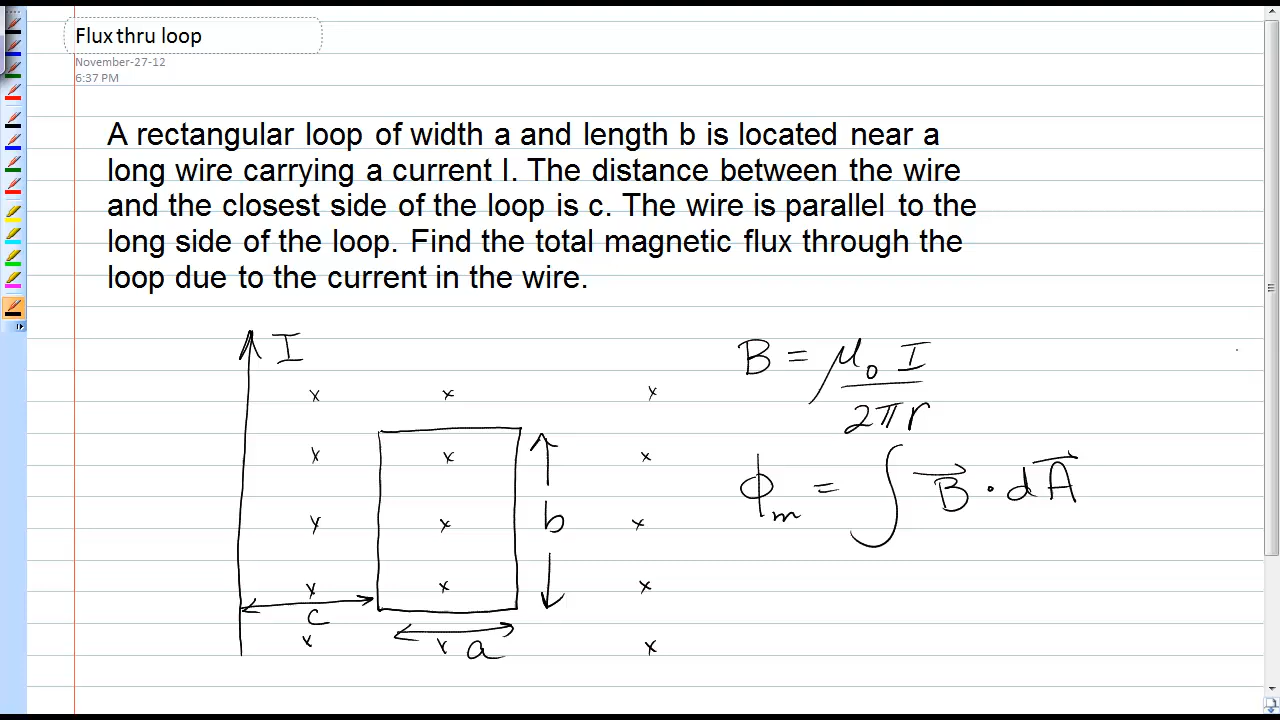 Flux thru loop
November-27-12
6:37 PM
A rectangular loop of width a and length b is located near a
long wire carrying a current I. The distance between the wire
and the closest side of the loop is c. The wire is parallel to the
long side of the loop. Find the total magnetic flux through the
loop due to the current in the wire.
I
B = μ₀ I / 2πr
x x x
x x x
ϕₘ = ∫ B⃗ · dA⃗
x x b x
x x x
c
x x a x